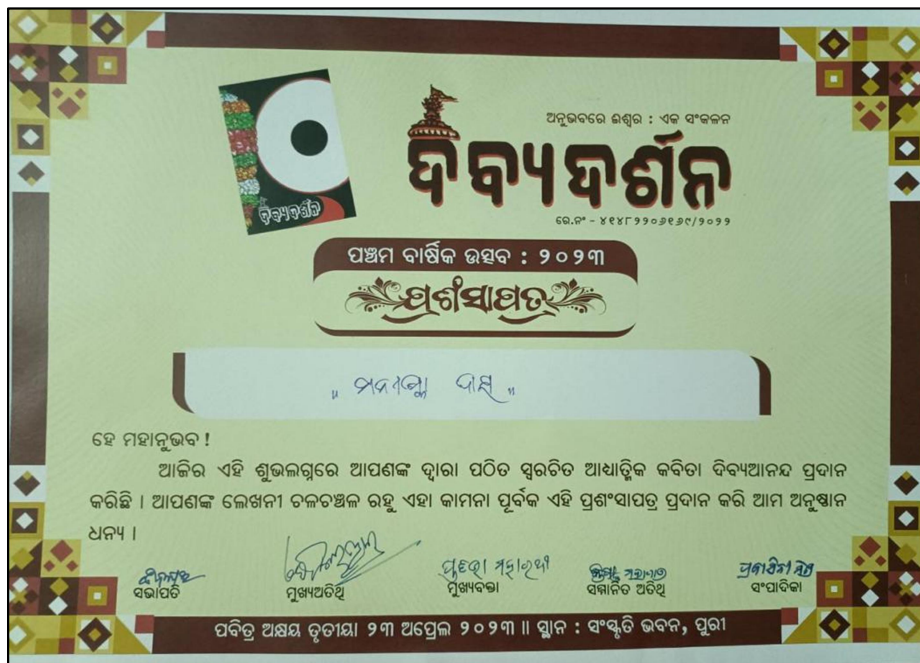 ଅନୁଭବରେ ଈଶ୍ୱର : ଏକ ସଂକଳନ
ଦିବ୍ୟଦର୍ଶନ
ଦିବ୍ୟଦର୍ଶନ
ରେ.ନଂ - ୪୧୪୮୨୨୦୬୧୬୯/୨୦୨୨
ପଞ୍ଚମ ବାର୍ଷିକ ଉତ୍ସବ : ୨୦୨୩
ପ୍ରଶଂସାପତ୍ର
ହେ ମହାନୁଭବ !
ଆଜିର ଏହି ଶୁଭଲଗ୍ନରେ ଆପଣଙ୍କ ଦ୍ୱାରା ପଠିତ ସ୍ୱରଚିତ ଆଧ୍ୟାତ୍ମିକ କବିତା ଦିବ୍ୟଆନନ୍ଦ ପ୍ରଦାନ
କରିଛି । ଆପଣଙ୍କ ଲେଖନୀ ଚଳଚଞ୍ଚଳ ରହୁ ଏହା କାମନା ପୂର୍ବକ ଏହି ପ୍ରଶଂସାପତ୍ର ପ୍ରଦାନ କରି ଆମ ଅନୁଷ୍ଠାନ
ଧନ୍ୟ ।
ସଭାପତି ମୁଖ୍ୟଅତିଥି ମୁଖ୍ୟବକ୍ତା ସମ୍ମାନିତ ଅତିଥି ସଂପାଦିକା
ପବିତ୍ର ଅକ୍ଷୟ ତୃତୀୟା ୨୩ ଅପ୍ରେଲ ୨୦୨୩ ॥ ସ୍ଥାନ : ସଂସ୍କୃତି ଭବନ, ପୁରୀ